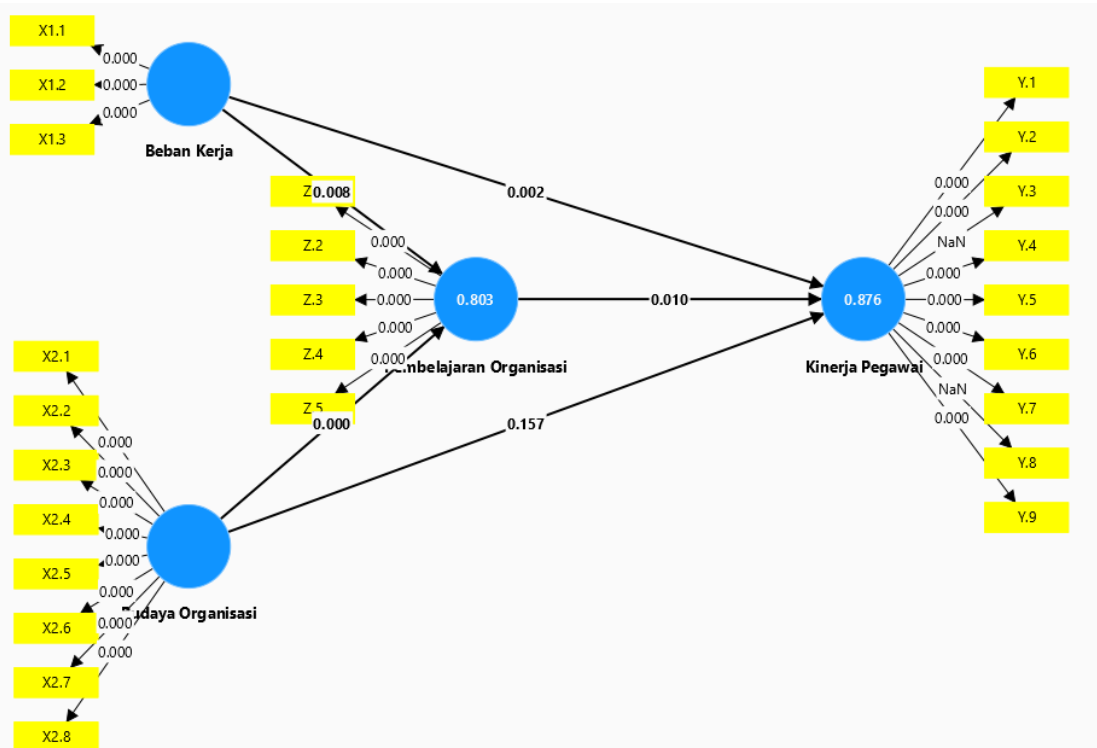 X1.1
0.000
X1.2
0.000
X1.3
0.000
Beban Kerja
Z
0.008
0.002
Z.2
0.000
0.000
Z.3
0.000
0.803
0.010
Z.4
0.000
0.000
Pembelajaran Organisasi
Z.5
0.000
0.157
X2.1
X2.2
0.000
X2.3
0.000
X2.4
0.000
0.000
X2.5
0.000
0.000
X2.6
0.000
X2.7
0.000
X2.8
Budaya Organisasi
0.876
Kinerja Pegawai
Y.1
Y.2
0.000
Y.3
0.000
NaN
Y.4
0.000
Y.5
0.000
Y.6
0.000
0.000
Y.7
NaN
0.000
Y.8
Y.9